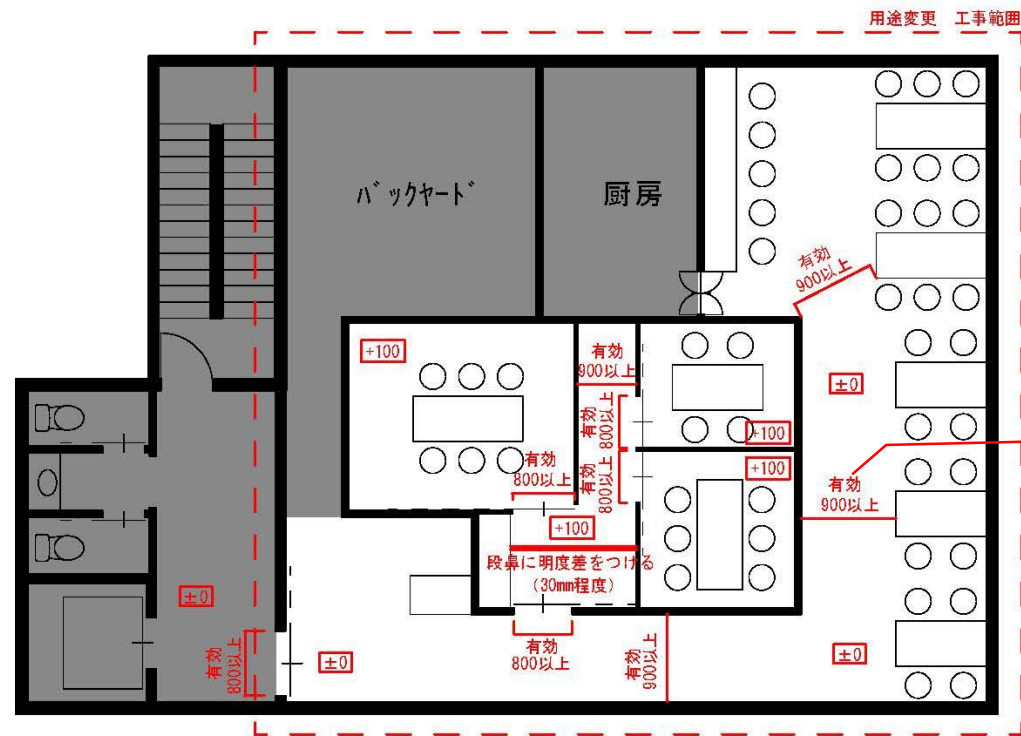 用途変更 工事範囲
バックヤード
厨房
有効
900以上
+100
有効
900以上
±0
有効
800以上
+100
有効
800以上
有効
800以上
+100
有効
900以上
+100
段鼻に明度差をつける
(30mm程度)
±0
有効
800以上
±0
有効
800以上
有効
900以上
±0